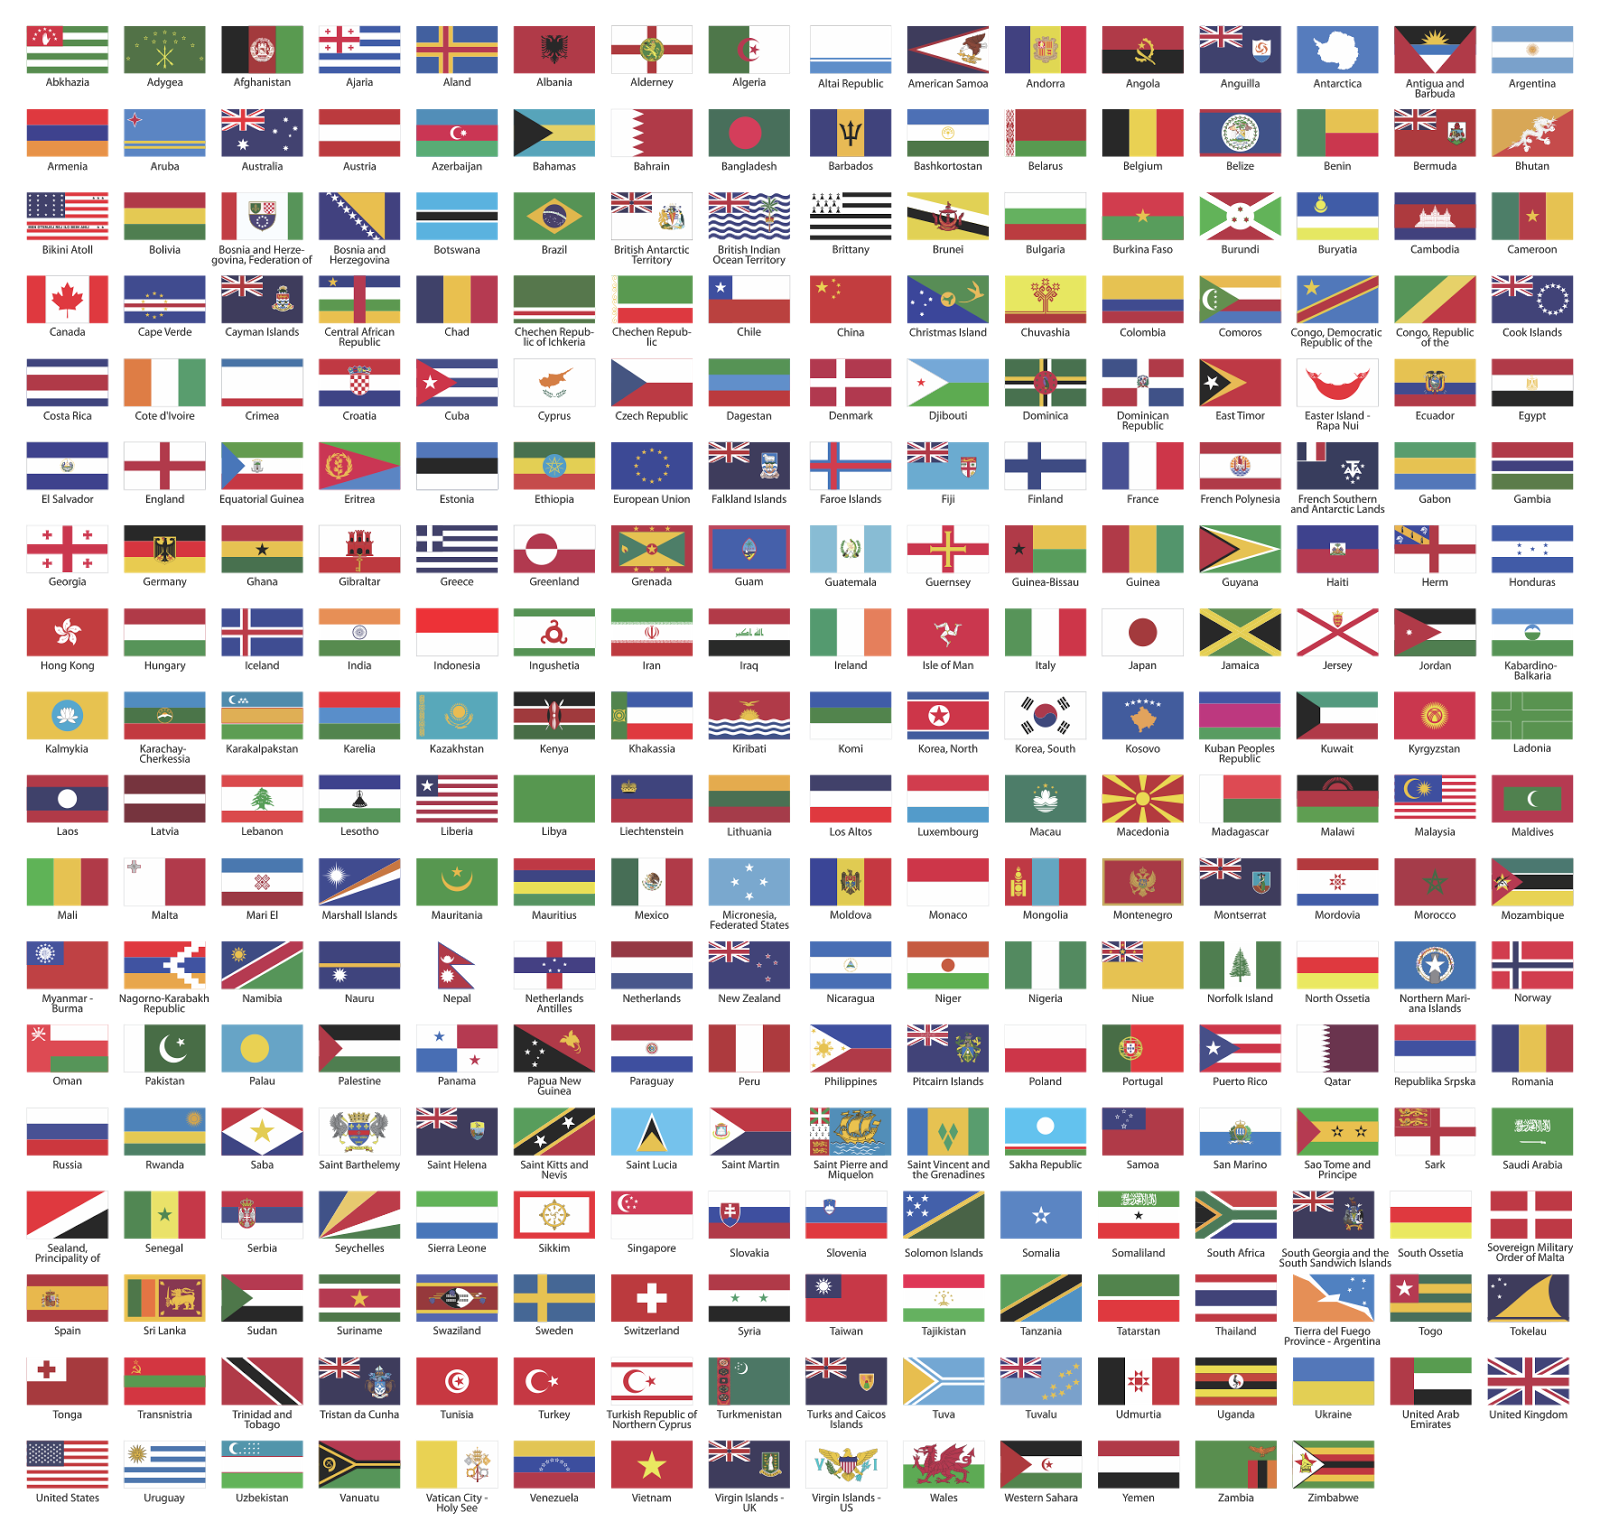 Abkhazia
Adygea
Afghanistan
Ajaria
Aland
Albania
Alderney
Algeria
Altai Republic
American Samoa
Andorra
Angola
Anguilla
Antarctica
Antigua and
Barbuda
Argentina
Armenia
Aruba
Australia
Austria
Azerbaijan
Bahamas
Bahrain
Bangladesh
Barbados
Bashkortostan
Belarus
Belgium
Belize
Benin
Bermuda
Bhutan
Bikini Atoll
Bolivia
Bosnia and Herze-
govina, Federation of
Bosnia and
Herzegovina
Botswana
Brazil
British Antarctic
Territory
British Indian
Ocean Territory
Brittany
Brunei
Bulgaria
Burkina Faso
Burundi
Buryatia
Cambodia
Cameroon
Canada
Cape Verde
Cayman Islands
Central African
Republic
Chad
Chechen Repub-
lic of Ichkeria
Chechen Repub-
lic
Chile
China
Christmas Island
Chuvashia
Colombia
Comoros
Congo, Democratic
Republic of the
Congo, Republic
of the
Cook Islands
Costa Rica
Cote d'Ivoire
Crimea
Croatia
Cuba
Cyprus
Czech Republic
Dagestan
Denmark
Djibouti
Dominica
Dominican
Republic
East Timor
Easter Island -
Rapa Nui
Ecuador
Egypt
El Salvador
England
Equatorial Guinea
Eritrea
Estonia
Ethiopia
European Union
Falkland Islands
Faroe Islands
Fiji
Finland
France
French Polynesia
French Southern
and Antarctic Lands
Gabon
Gambia
Georgia
Germany
Ghana
Gibraltar
Greece
Greenland
Grenada
Guam
Guatemala
Guernsey
Guinea-Bissau
Guinea
Guyana
Haiti
Herm
Honduras
Hong Kong
Hungary
Iceland
India
Indonesia
Ingushetia
Iran
Iraq
Ireland
Isle of Man
Italy
Japan
Jamaica
Jersey
Jordan
Kabardino-
Balkaria
Kalmykia
Karachay-
Cherkessia
Karakalpakstan
Karelia
Kazakhstan
Kenya
Khakassia
Kiribati
Komi
Korea, North
Korea, South
Kosovo
Kuban Peoples
Republic
Kuwait
Kyrgyzstan
Ladonia
Laos
Latvia
Lebanon
Lesotho
Liberia
Libya
Liechtenstein
Lithuania
Los Altos
Luxembourg
Macau
Macedonia
Madagascar
Malawi
Malaysia
Maldives
Mali
Malta
Mari El
Marshall Islands
Mauritania
Mauritius
Mexico
Micronesia,
Federated States
Moldova
Monaco
Mongolia
Montenegro
Montserrat
Mordovia
Morocco
Mozambique
Myanmar -
Burma
Nagorno-Karabakh
Republic
Namibia
Nauru
Nepal
Netherlands
Antilles
Netherlands
New Zealand
Nicaragua
Niger
Nigeria
Niue
Norfolk Island
North Ossetia
Northern Mari-
ana Islands
Norway
Oman
Pakistan
Palau
Palestine
Panama
Papua New
Guinea
Paraguay
Peru
Philippines
Pitcairn Islands
Poland
Portugal
Puerto Rico
Qatar
Republika Srpska
Romania
Russia
Rwanda
Saba
Saint Barthelemy
Saint Helena
Saint Kitts and
Nevis
Saint Lucia
Saint Martin
Saint Pierre and
Miquelon
Saint Vincent and
the Grenadines
Sakha Republic
Samoa
San Marino
Sao Tome and
Principe
Sark
Saudi Arabia
Sealand,
Principality of
Senegal
Serbia
Seychelles
Sierra Leone
Sikkim
Singapore
Slovakia
Slovenia
Solomon Islands
Somalia
Somaliland
South Africa
South Georgia and the
South Sandwich Islands
South Ossetia
Sovereign Military
Order of Malta
Spain
Sri Lanka
Sudan
Suriname
Swaziland
Sweden
Switzerland
Syria
Taiwan
Tajikistan
Tanzania
Tatarstan
Thailand
Tierra del Fuego
Province - Argentina
Togo
Tokelau
Tonga
Transnistria
Trinidad and
Tobago
Tristan da Cunha
Tunisia
Turkey
Turkish Republic of
Northern Cyprus
Turkmenistan
Turks and Caicos
Islands
Tuva
Tuvalu
Udmurtia
Uganda
Ukraine
United Arab
Emirates
United Kingdom
United States
Uruguay
Uzbekistan
Vanuatu
Vatican City -
Holy See
Venezuela
Vietnam
Virgin Islands -
UK
V I
Virgin Islands -
US
Wales
Western Sahara
Yemen
Zambia
Zimbabwe